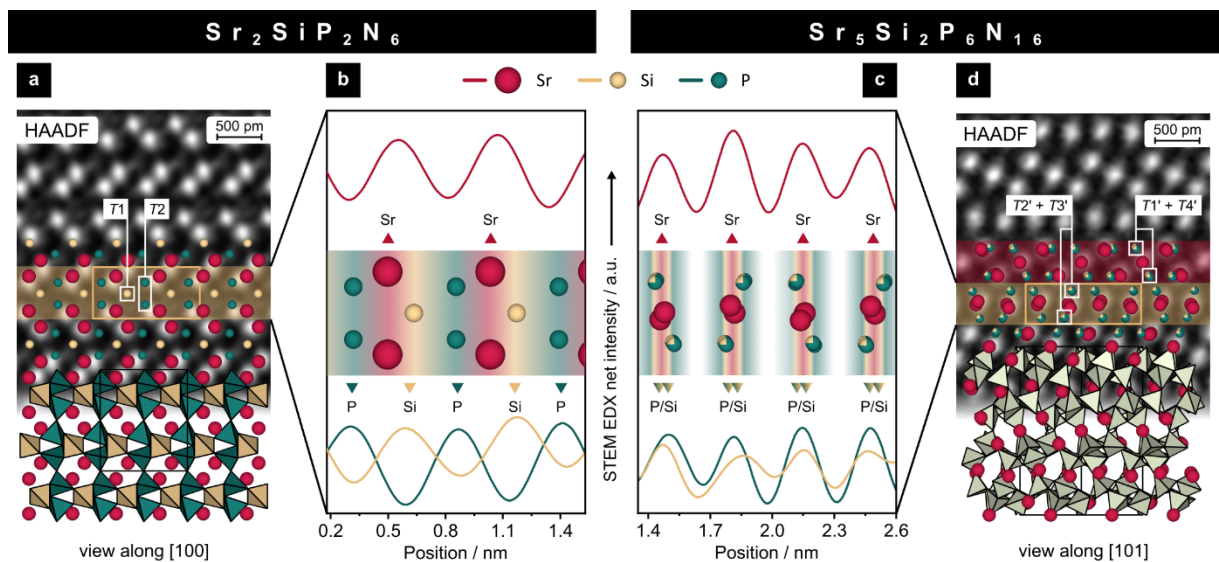 Sr₂SiP₂N₆
Sr₅Si₂P₆N₁₆
a
b
Sr
Si
P
c
d
HAADF
500 pm
T1
T2
Sr
Sr
P
Si
P
Si
P
0.2
0.5
0.8
1.1
1.4
Position / nm
view along [100]
STEM EDX net intensity / a.u.
Sr
Sr
Sr
Sr
P/Si
P/Si
P/Si
P/Si
1.4
1.7
2.0
2.3
2.6
Position / nm
HAADF
500 pm
T2' + T3'
T1' + T4'
view along [101]